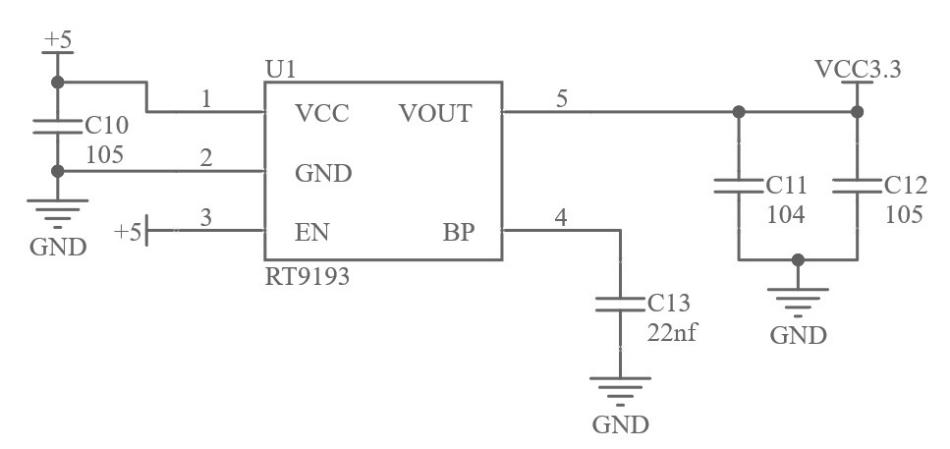 +5
U1
VCC3.3
1
VCC
VOUT
5
C10
105
2
GND
C11
104
C12
105
+5
3
EN
BP
4
GND
RT9193
C13
22nf
GND
GND